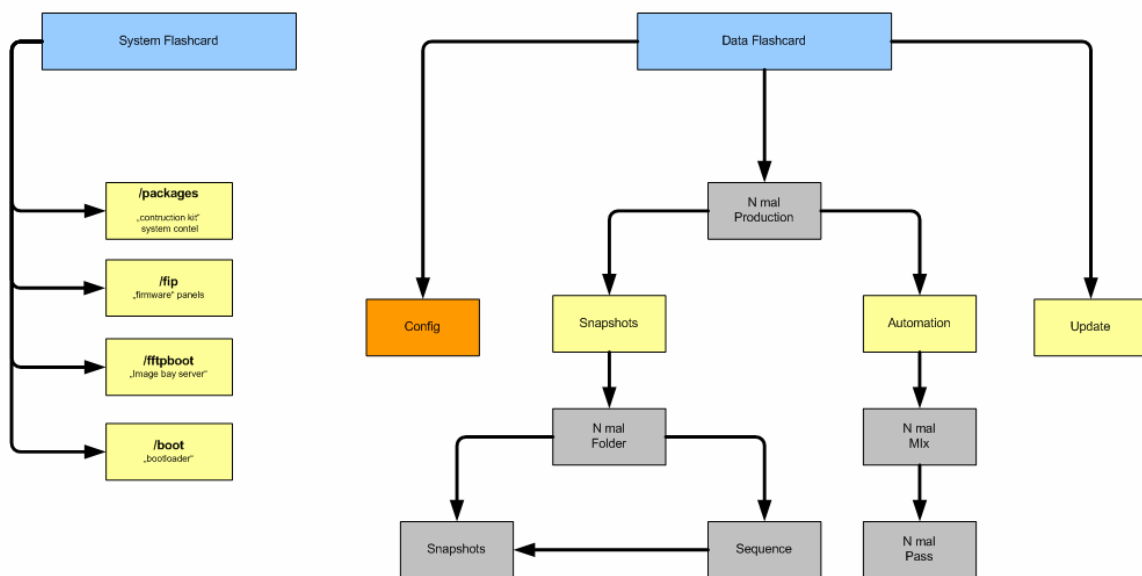 System Flashcard
Data Flashcard
/packages
„contruction kit“
system contel
/fip
„firmware“ panels
/fftpboot
„Image bay server“
/boot
„bootloader“
N mal
Production
Config
Snapshots
Automation
Update
N mal
Folder
N mal
MIx
Snapshots
Sequence
N mal
Pass